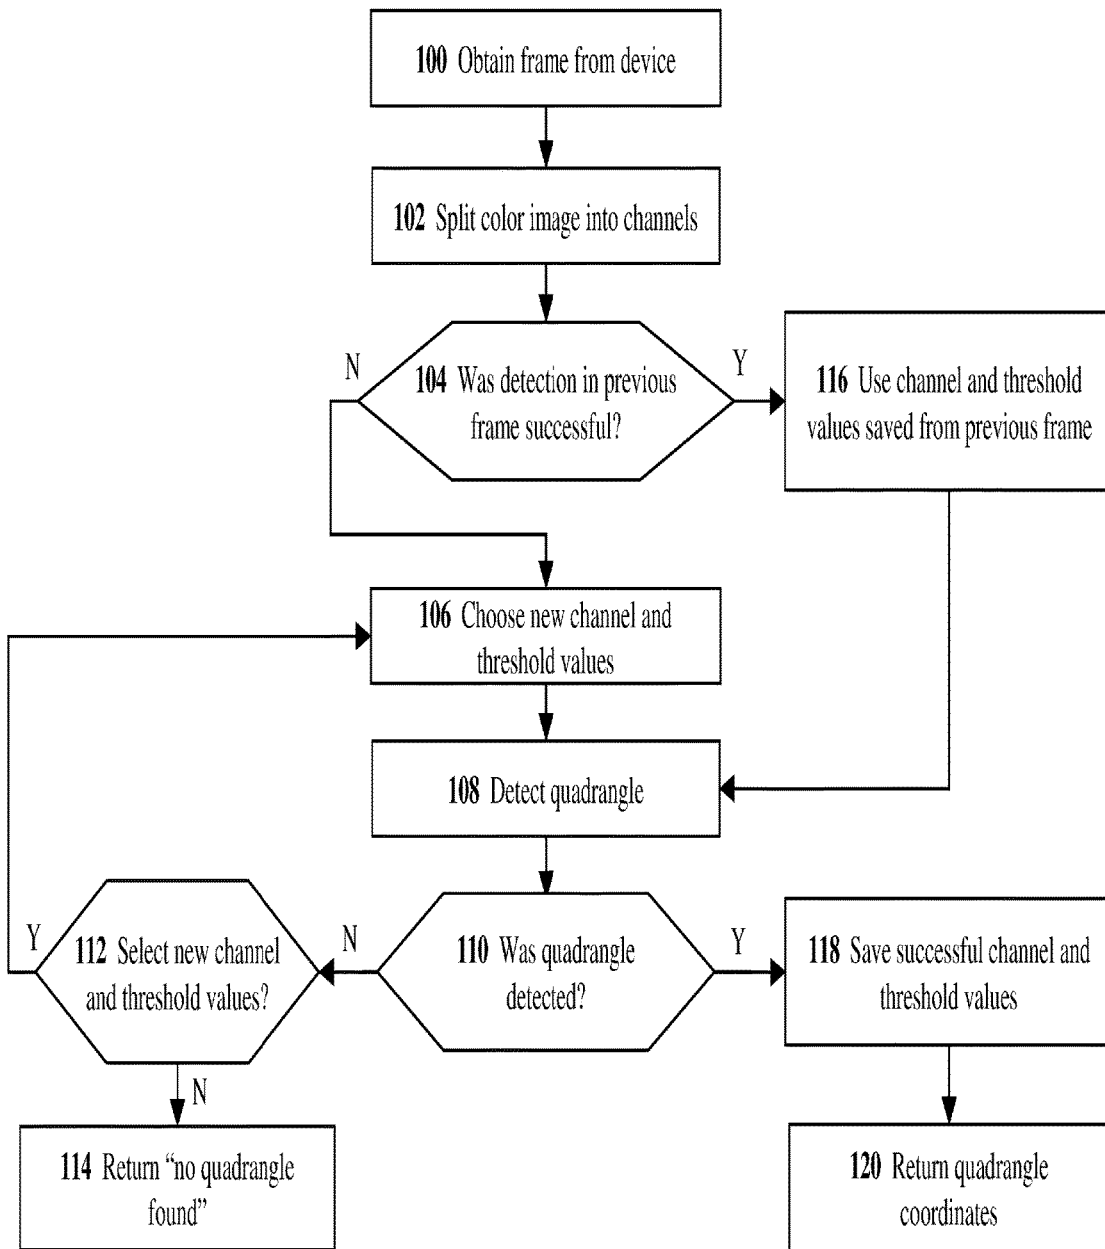 100 Obtain frame from device
102 Split color image into channels
N
104 Was detection in previous
frame successful?
Y
116 Use channel and threshold
values saved from previous frame
106 Choose new channel and
threshold values
108 Detect quadrangle
Y
112 Select new channel
and threshold values?
N
110 Was quadrangle
detected?
Y
118 Save successful channel and
threshold values
N
114 Return “no quadrangle
found”
120 Return quadrangle
coordinates